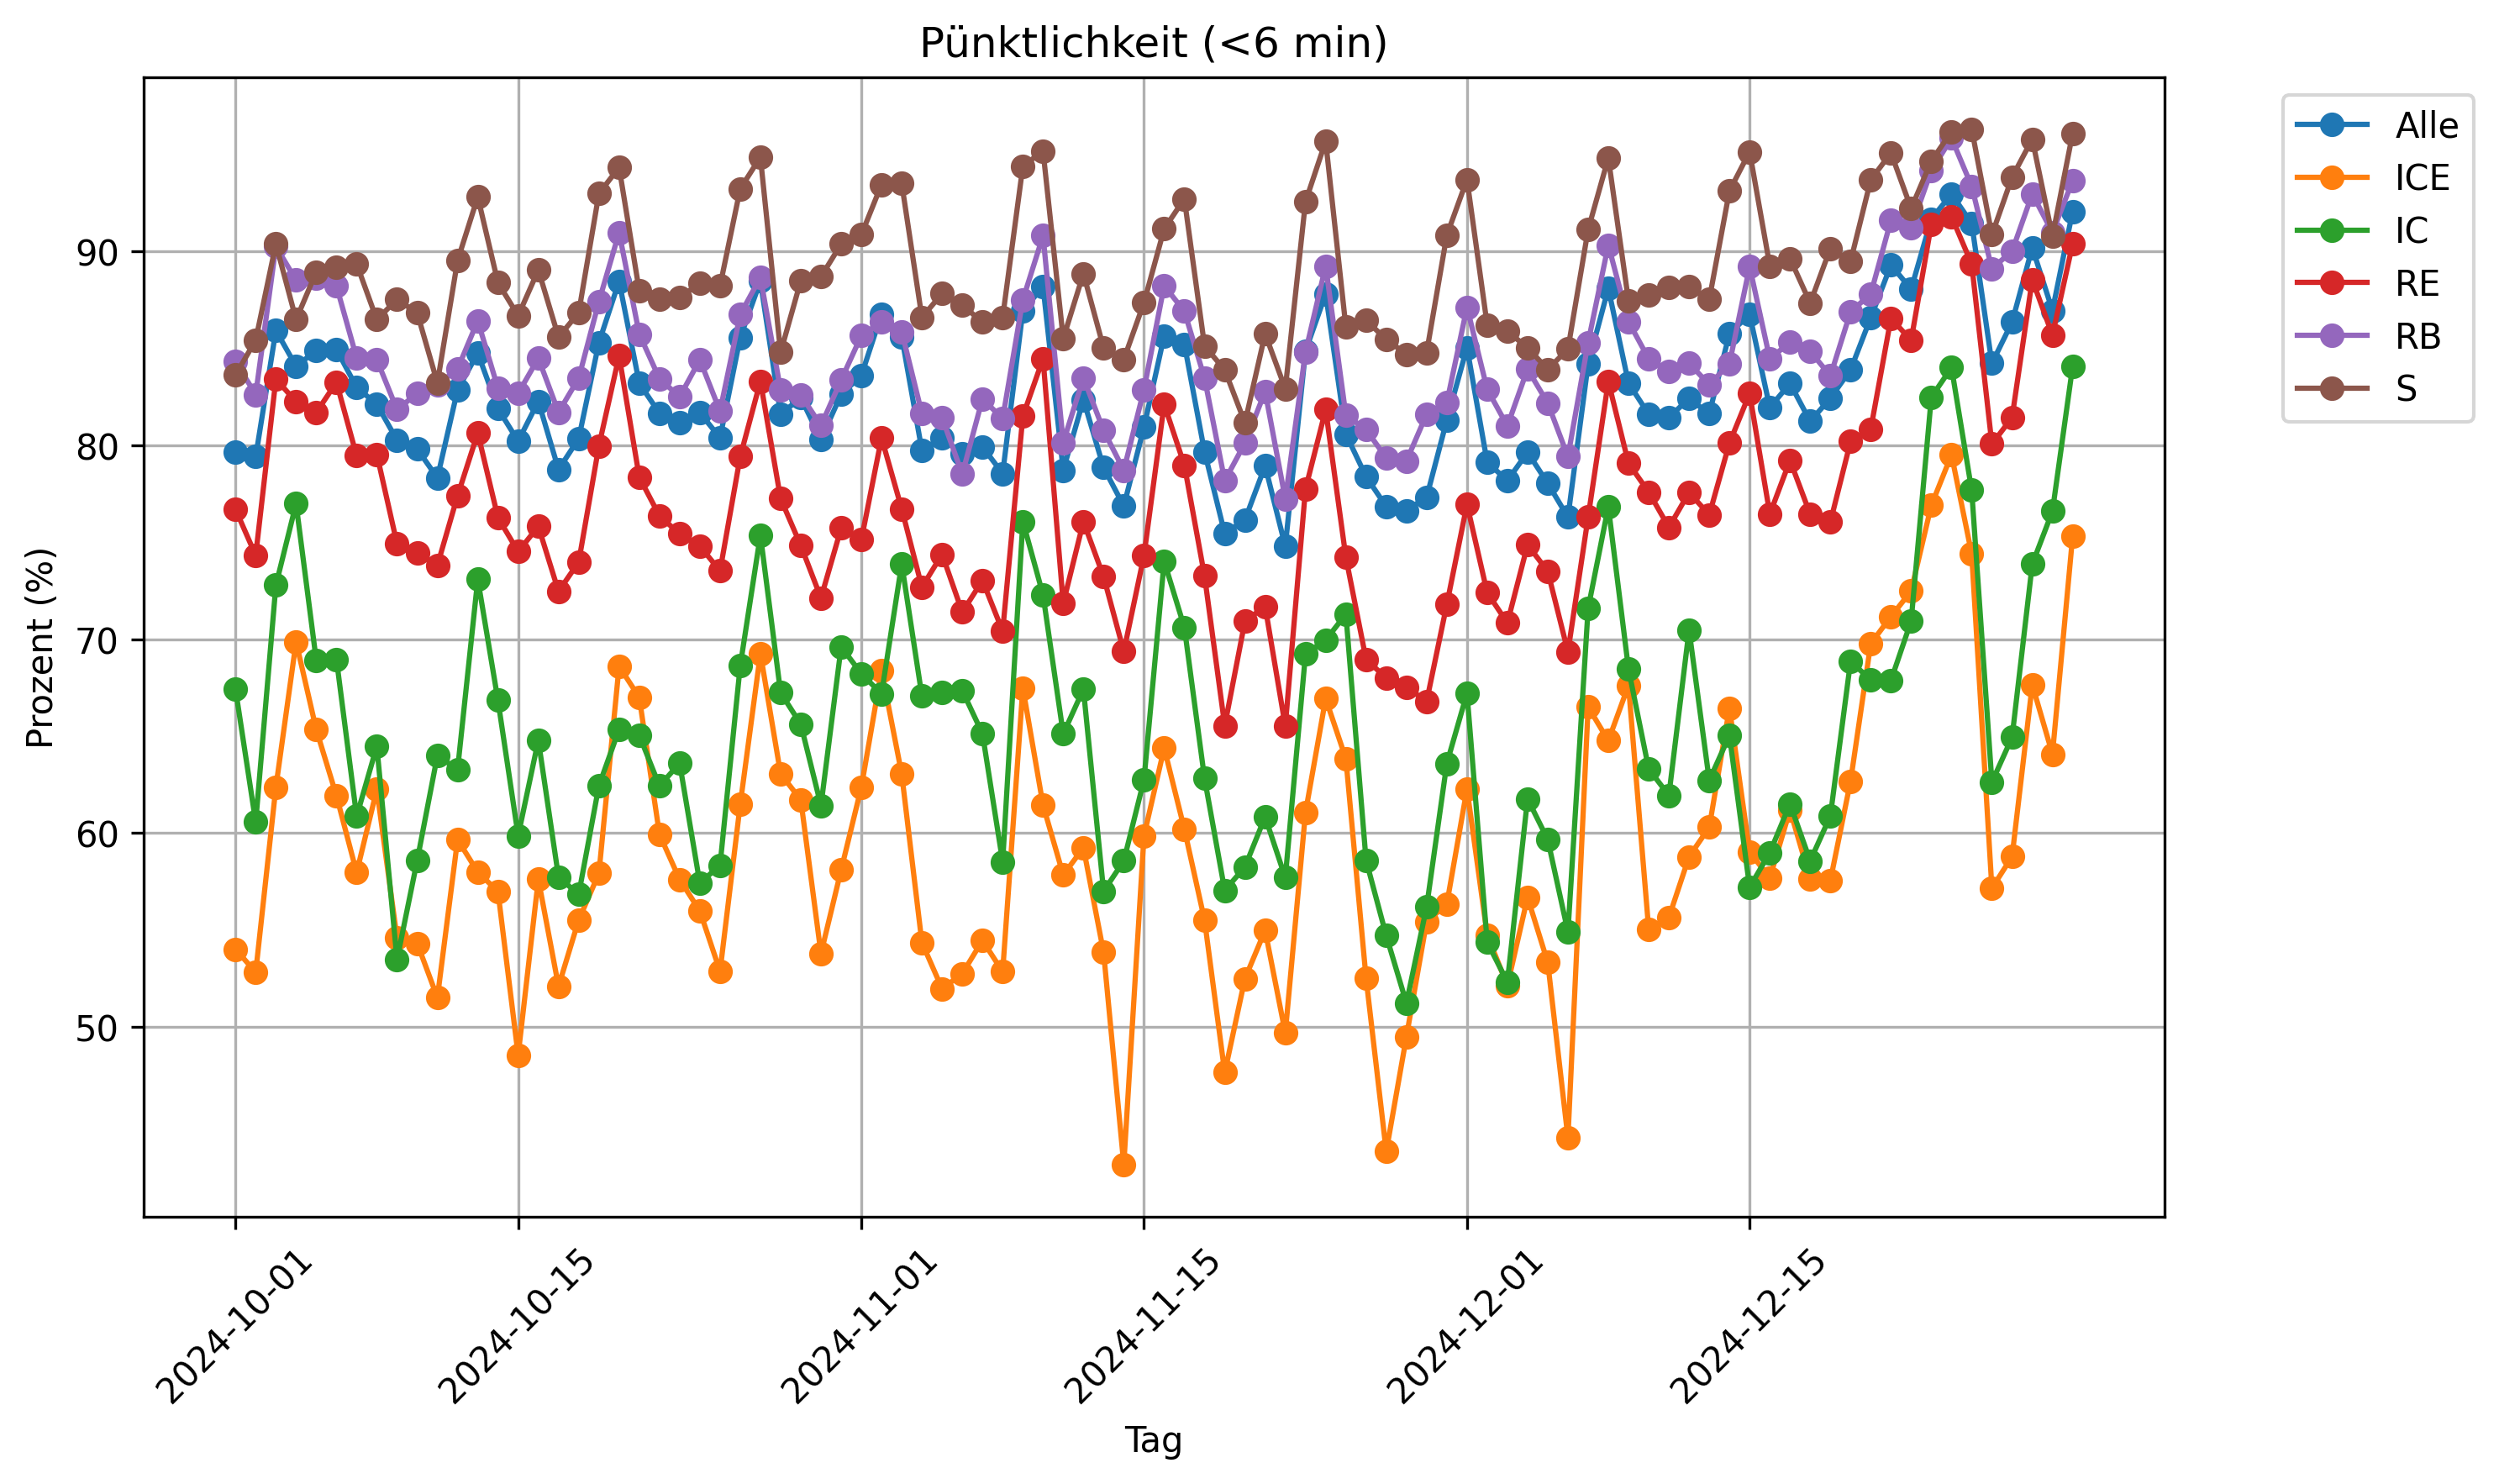 Pünktlichkeit (<6 min)
Prozent (%)
90
80
70
60
50
2024-10-01
2024-10-15
2024-11-01
2024-11-15
2024-12-01
2024-12-15
Tag
Alle
ICE
IC
RE
RB
S